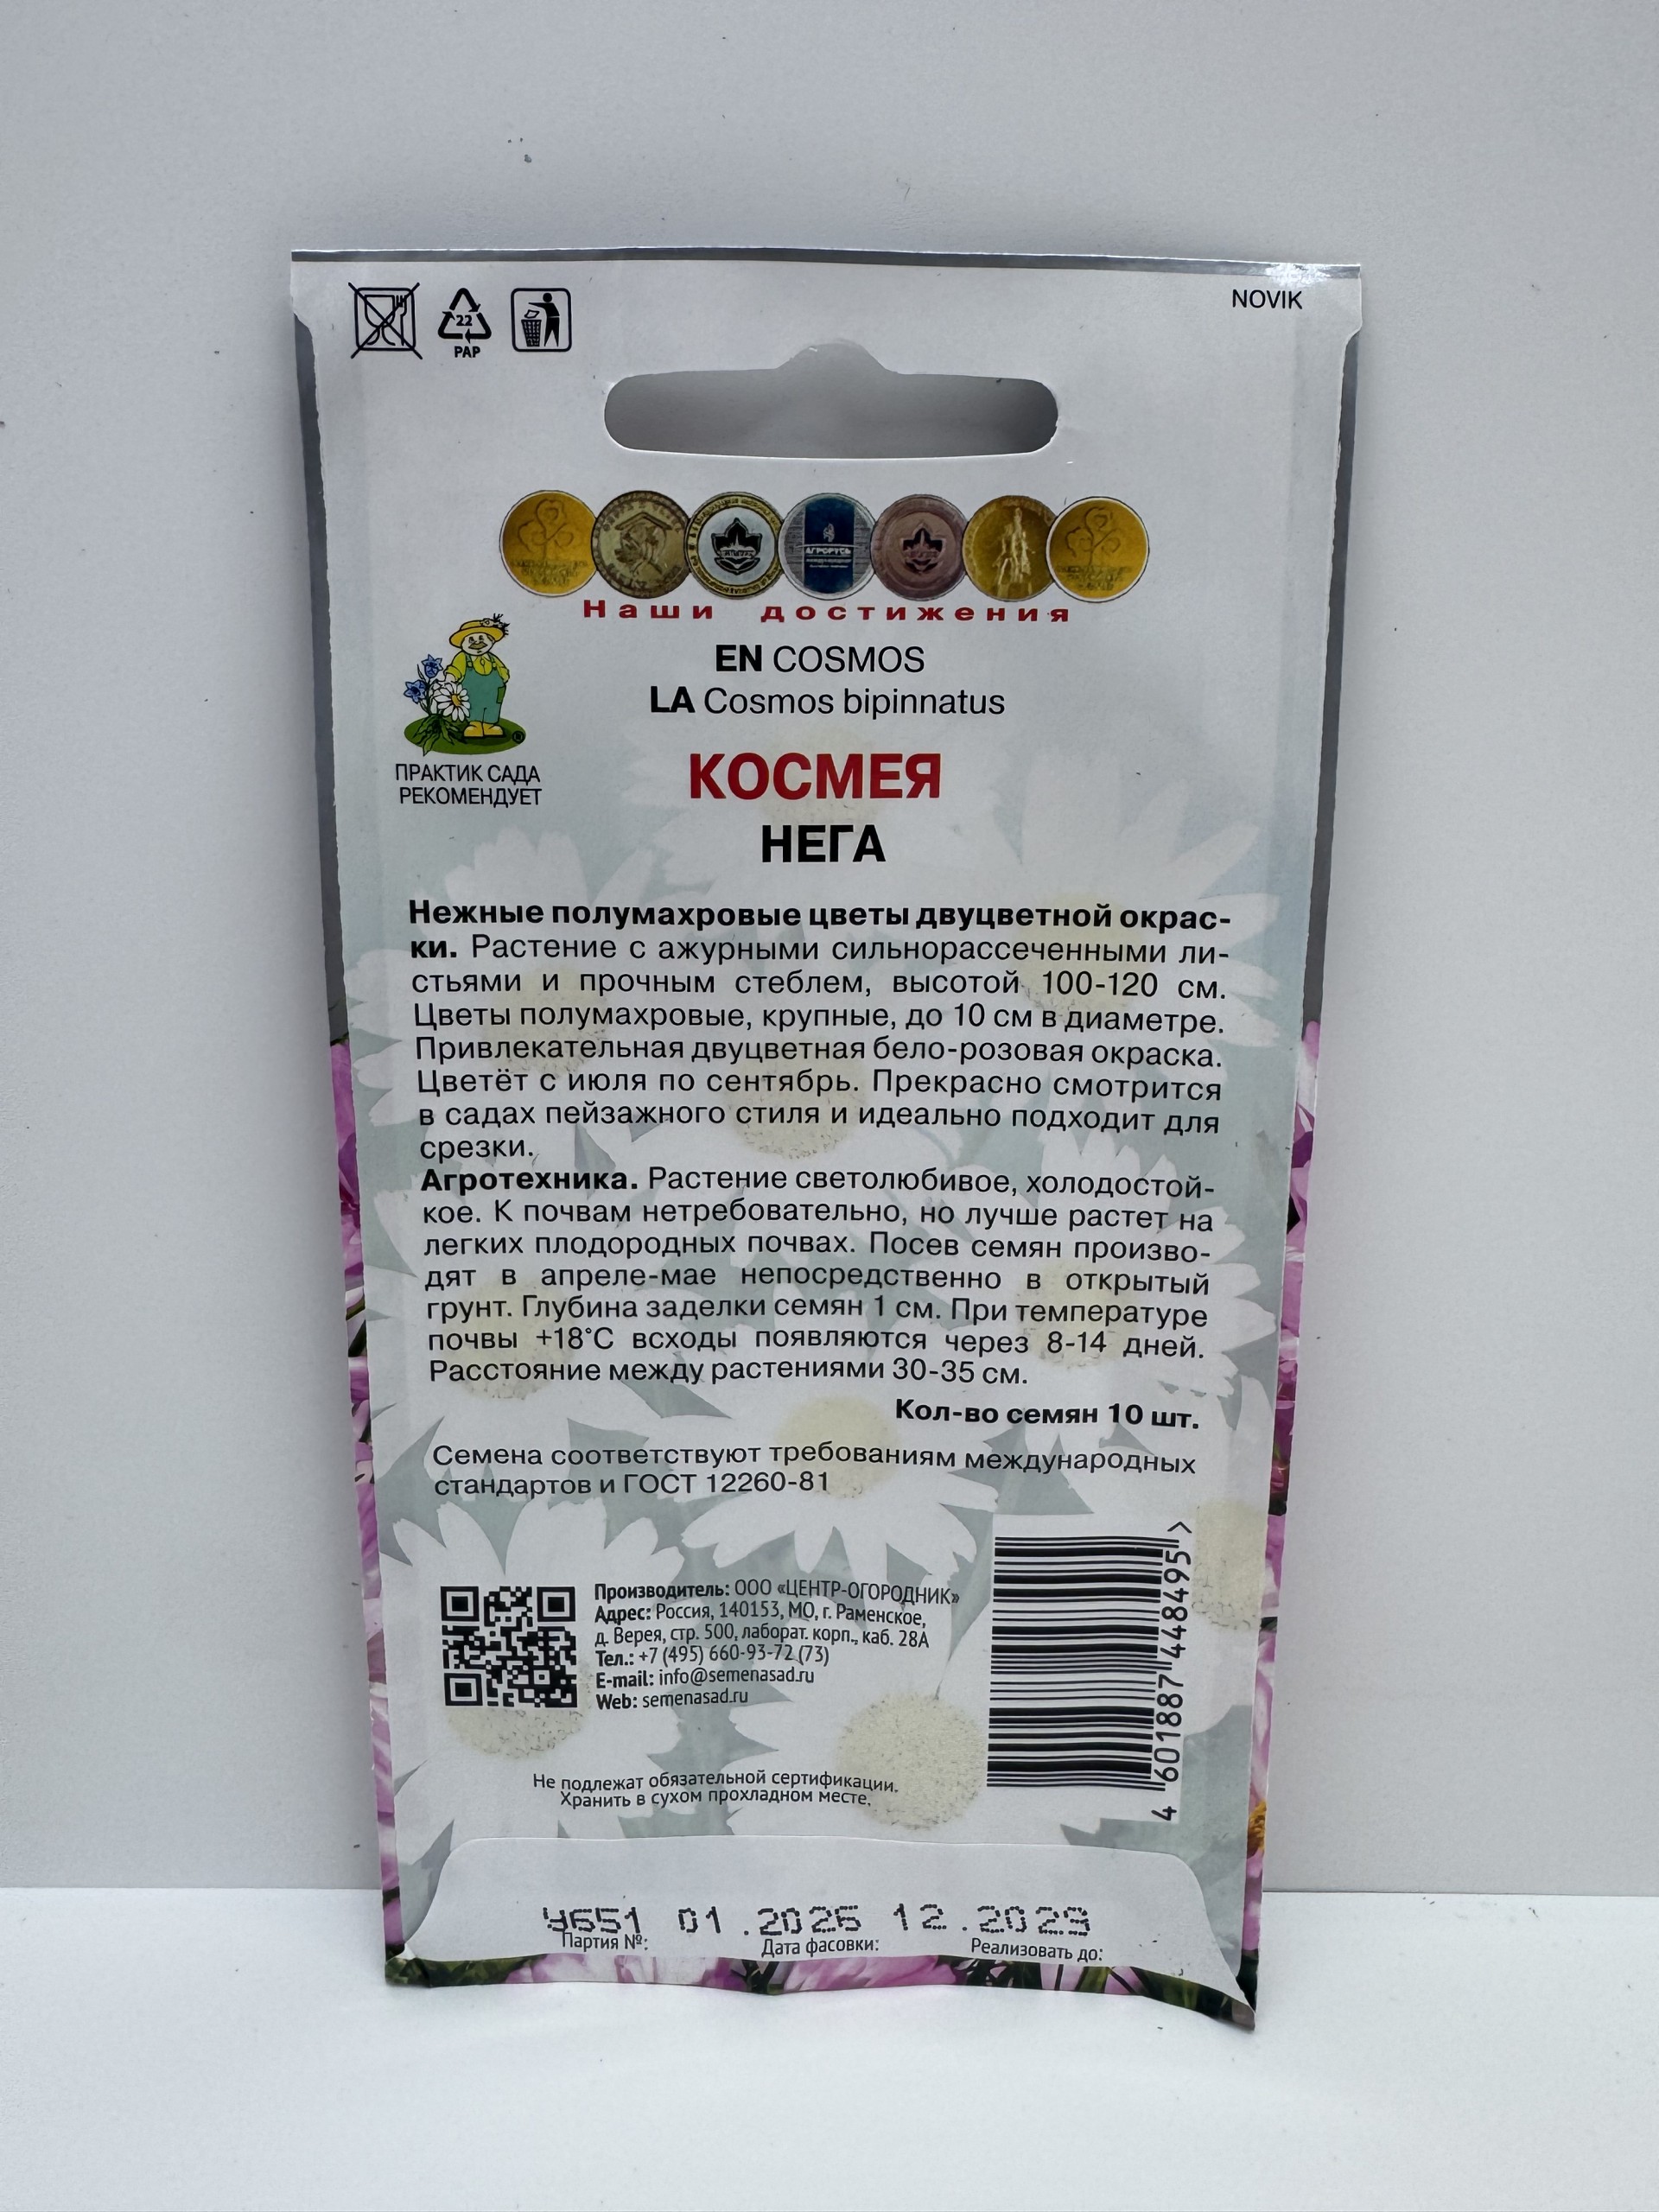 NOVIK
22
PAP
АГРОРУСЬ
Наши достижения
EN COSMOS
LA Cosmos bipinnatus
ПРАКТИК САДА
РЕКОМЕНДУЕТ
КОСМЕЯ
НЕГА
Нежные полумахровые цветы двуцветной окрас-
ки. Растение с ажурными сильнорассеченными ли-
стьями и прочным стеблем, высотой 100-120 см.
Цветы полумахровые, крупные, до 10 см в диаметре.
Привлекательная двуцветная бело-розовая окраска.
Цветёт с июля по сентябрь. Прекрасно смотрится
в садах пейзажного стиля и идеально подходит для
срезки.
Агротехника. Растение светолюбивое, холодостой-
кое. К почвам нетребовательно, но лучше растет на
легких плодородных почвах. Посев семян произво-
дят в апреле-мае непосредственно в открытый
грунт. Глубина заделки семян 1 см. При температуре
почвы +18°С всходы появляются через 8-14 дней.
Расстояние между растениями 30-35 см.
Кол-во семян 10 шт.
Семена соответствуют требованиям международных
стандартов и ГОСТ 12260-81
Производитель: ООО «ЦЕНТР-ОГОРОДНИК»
Адрес: Россия, 140153, МО, г. Раменское,
д. Верея, стр. 500, лаборат. корп., каб. 28А
Тел.: +7 (495) 660-93-72 (73)
E-mail: info@semenasad.ru
Web: semenasad.ru
4 601887 448495 >
Не подлежат обязательной сертификации.
Хранить в сухом прохладном месте.
01.2026 12.2029
Партия №: Дата фасовки: Реализовать до: